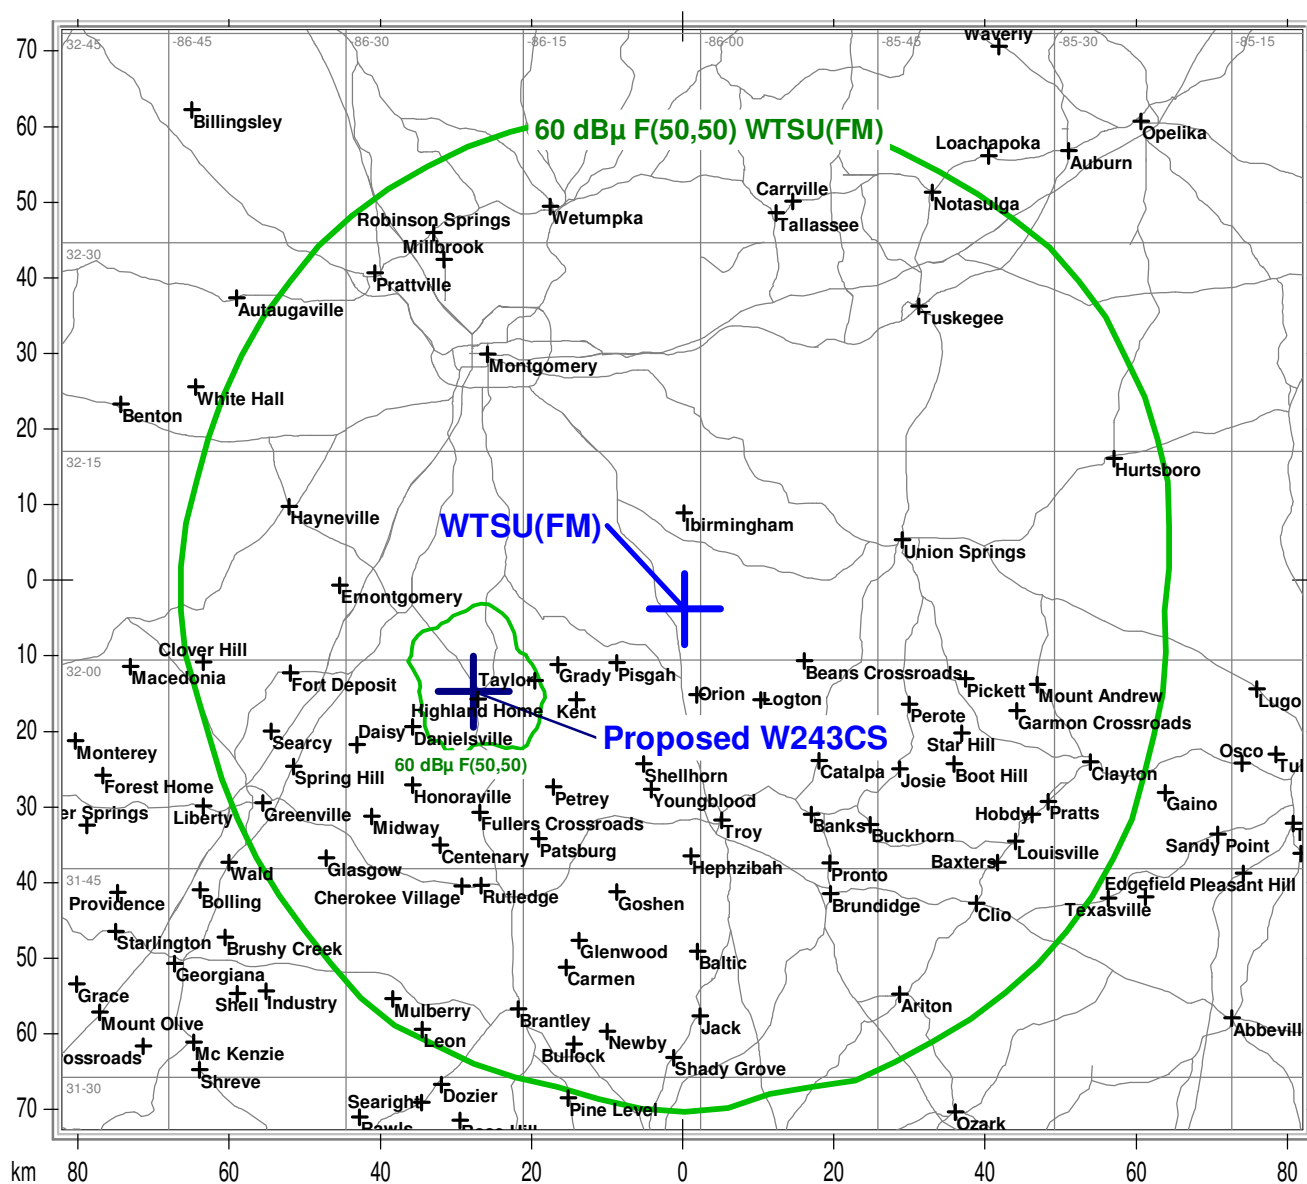 32-45
-86-45
-86-30
-86-15
-86-00
-85-45
-85-30
-85-15
70
Waverly
Billingsley
60
60 dBµ F(50,50) WTSU(FM)
Opelika
Loachapoka
Auburn
50
Carrville
Notasulga
Robinson Springs
Wetumpka
Tallassee
Millbrook
32-30
40
Prattville
Autaugaville
Tuskegee
30
Montgomery
White Hall
Benton
20
32-15
Hurtsboro
10
Hayneville
WTSU(FM)
Ibirmingham
Union Springs
0
Emontgomery
10
Clover Hill
32-00
Macedonia
Fort Deposit
Taylor
Grady
Pisgah
Beans Crossroads
Pickett
Mount Andrew
Orion
Logton
Lugo
Highland Home
Kent
Perote
Garmon Crossroads
20
Daisy
Danielsville
Proposed W243CS
Searcy
Star Hill
Monterey
Osco
60 dBµ F(50,50)
Spring Hill
Shellhorn
Catalpa
Josie
Boot Hill
Clayton
Forest Home
Honoraville
Petrey
Youngblood
Gaino
30
er Springs
Liberty
Greenville
Midway
Fullers Crossroads
Troy
Banks
Buckhorn
Hobdy
Pratts
Sandy Point
Centenary
Patsburg
Louisville
Wald
Glasgow
Hephzibah
Pronto
Baxters
31-45
40
Providence
Bolling
Cherokee Village
Rutledge
Goshen
Brundidge
Clio
Edgefield
Pleasant Hill
Texasville
Starlington
Brushy Creek
Glenwood
50
Georgiana
Carmen
Baltic
Grace
Shell
Industry
Mulberry
Ariton
Mount Olive
Brantley
Jack
Abbevill
60
ossroads
Mc Kenzie
Leon
Bullock
Newby
Shady Grove
Shreve
31-30
Searight
Dozier
Pine Level
70
Ozark
km
80
60
40
20
0
20
40
60
80